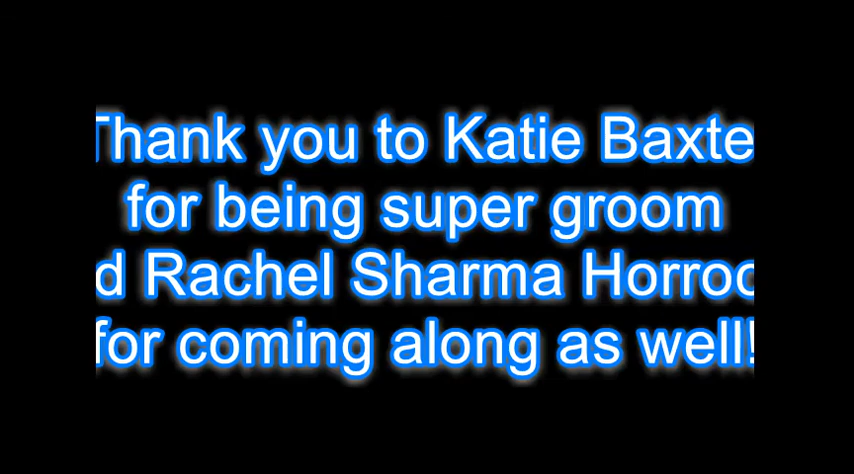 Thank you to Katie Baxte
for being super groom
d Rachel Sharma Horroc
for coming along as well!